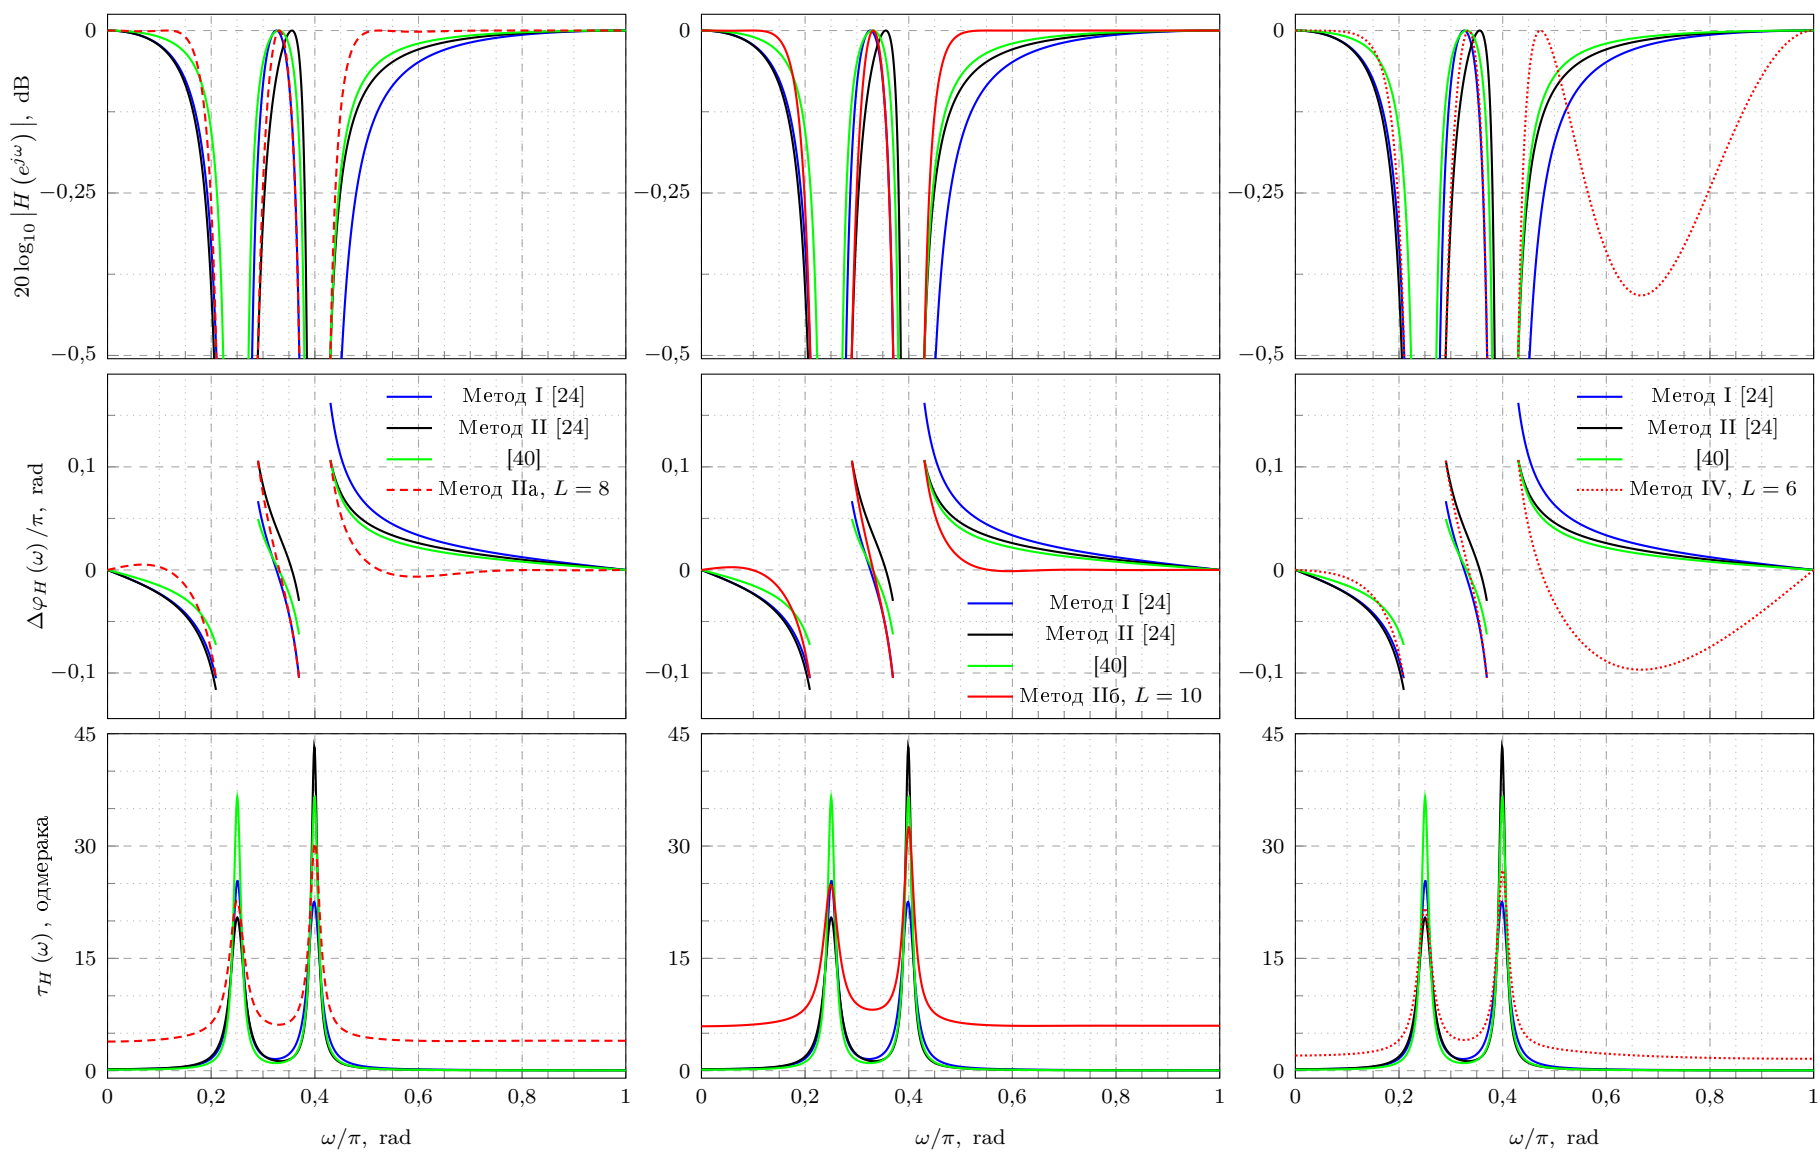 20 log₁₀ |H (e^{jω})|, dB
0
−0,25
−0,5
0
−0,25
−0,5
0
−0,25
−0,5
Δφ_H (ω) /π, rad
0,1
0
−0,1
Метод I [24]
Метод II [24]
[40]
Метод IIа, L = 8
0,1
0
−0,1
Метод I [24]
Метод II [24]
[40]
Метод IIб, L = 10
0,1
0
−0,1
Метод I [24]
Метод II [24]
[40]
Метод IV, L = 6
τ_H (ω) , одмерака
45
30
15
0
45
30
15
0
45
30
15
0
0 0,2 0,4 0,6 0,8 1
0 0,2 0,4 0,6 0,8 1
0 0,2 0,4 0,6 0,8 1
ω/π, rad
ω/π, rad
ω/π, rad